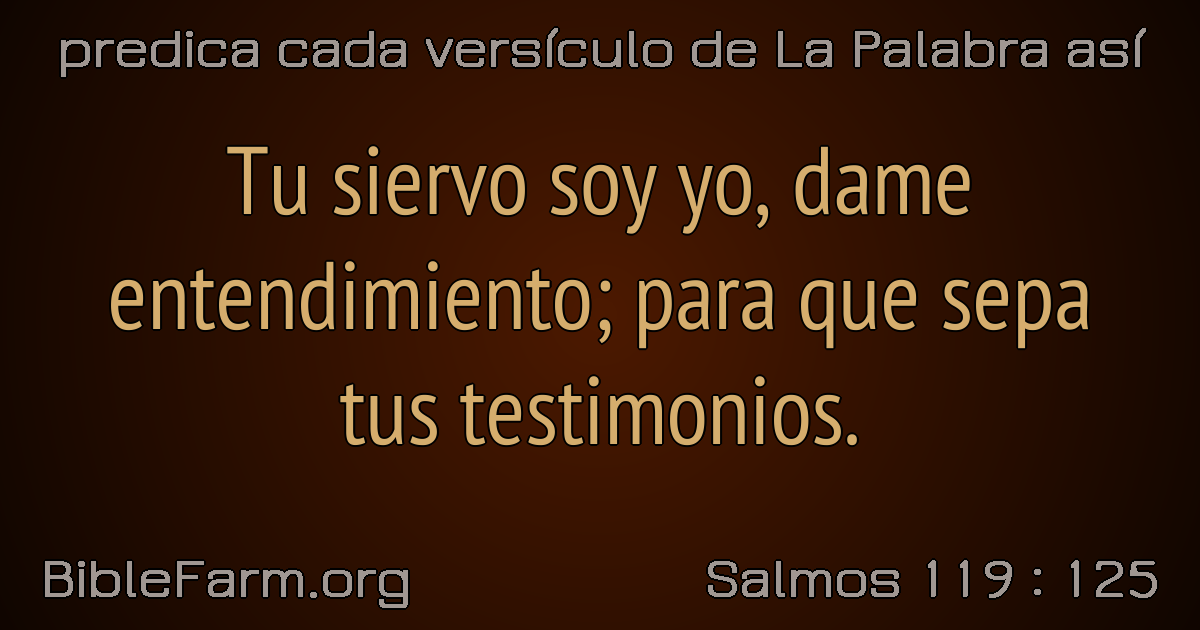 predica cada versículo de La Palabra así
Tu siervo soy yo, dame
entendimiento; para que sepa
tus testimonios.
BibleFarm.org
Salmos 119 : 125